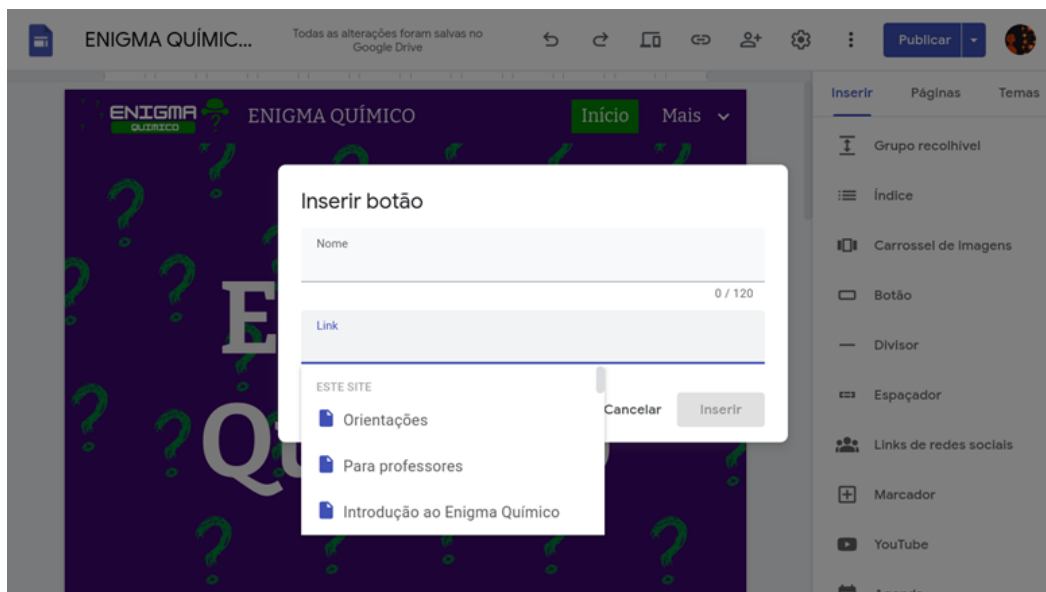 ENIGMA QUÍMIC...
Todas as alterações foram salvas no
Google Drive
Publicar
ENIGMA
QUIMICO
ENIGMA QUÍMICO
Início
Mais
Inserir
Páginas
Temas
Grupo recolhível
Índice
Carrossel de imagens
Botão
Divisor
Espaçador
Links de redes sociais
Marcador
YouTube
Agenda
Inserir botão
Nome
0 / 120
Link
ESTE SITE
Orientações
Para professores
Introdução ao Enigma Químico
Cancelar
Inserir
E
QU